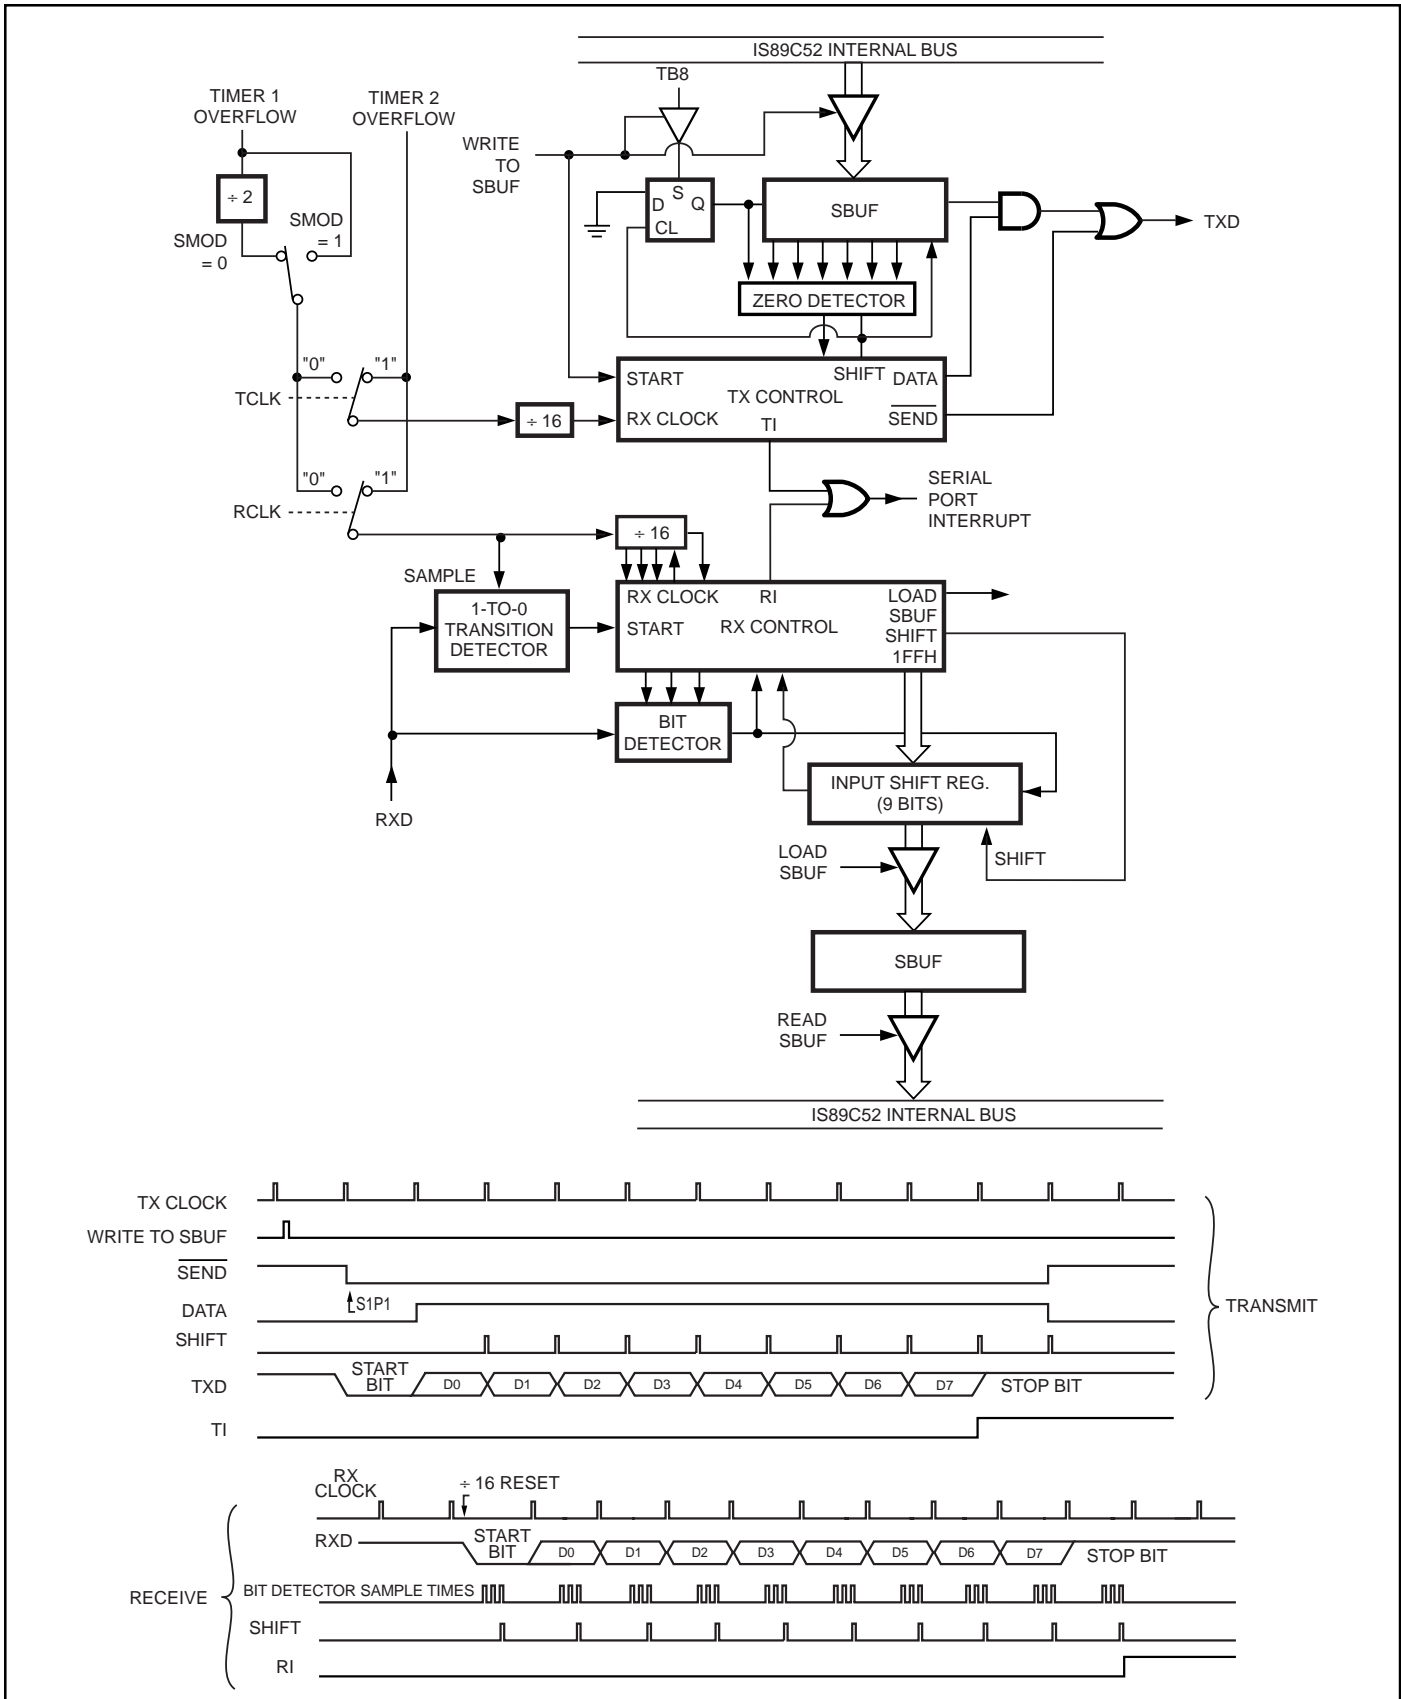 IS89C52 INTERNAL BUS
TB8
TIMER 1
OVERFLOW
TIMER 2
OVERFLOW
WRITE
TO
SBUF
÷ 2
SMOD
= 1
SMOD
= 0
S
D
Q
CL
SBUF
TXD
ZERO DETECTOR
"0"
"1"
TCLK
÷ 16
START
SHIFT
DATA
TX CONTROL
RX CLOCK
TI
SEND
"0"
"1"
RCLK
SERIAL
PORT
INTERRUPT
÷ 16
SAMPLE
1-TO-0
TRANSITION
DETECTOR
RX CLOCK
RI
LOAD
SBUF
START
RX CONTROL
SHIFT
1FFH
BIT
DETECTOR
RXD
INPUT SHIFT REG.
(9 BITS)
LOAD
SBUF
SHIFT
SBUF
READ
SBUF
IS89C52 INTERNAL BUS
TX CLOCK
WRITE TO SBUF
SEND
S1P1
DATA
SHIFT
TXD
START
BIT
D0 D1 D2 D3 D4 D5 D6 D7
STOP BIT
TI
TRANSMIT
RX
CLOCK
÷ 16 RESET
RXD
START
BIT
D0 D1 D2 D3 D4 D5 D6 D7
STOP BIT
BIT DETECTOR SAMPLE TIMES
RECEIVE
SHIFT
RI